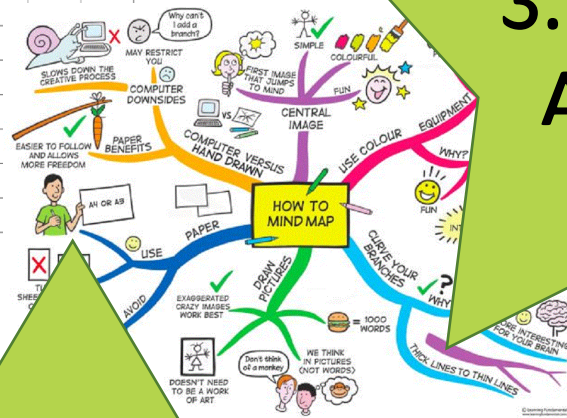 3.
A
Why can't
I add a
branch?
MAY RESTRICT
YOU
SLOWS DOWN THE
CREATIVE PROCESS
COMPUTER
DOWNSIDES
EASIER TO FOLLOW
AND ALLOWS
MORE FREEDOM
PAPER
BENEFITS
COMPUTER VERSUS
HAND DRAWN
VS
SIMPLE
COLOURFUL
FIRST IMAGE
THAT JUMPS
TO MIND
FUN
CENTRAL
IMAGE
USE COLOUR
EQUIPMENT
WHY?
FUN
HOW TO
MIND MAP
A4 OR A3
PAPER
USE
AVOID
DRAW
PICTURES
EXAGGERATED
CRAZY IMAGES
WORK BEST
DOESN'T NEED
TO BE A WORK
OF ART
= 1000
WORDS
WE THINK
IN PICTURES
(NOT WORDS)
Don't think
of a monkey
CURVE YOUR
BRANCHES
?
WHY
MORE INTERESTING
FOR YOUR BRAIN
THICK LINES TO THIN LINES